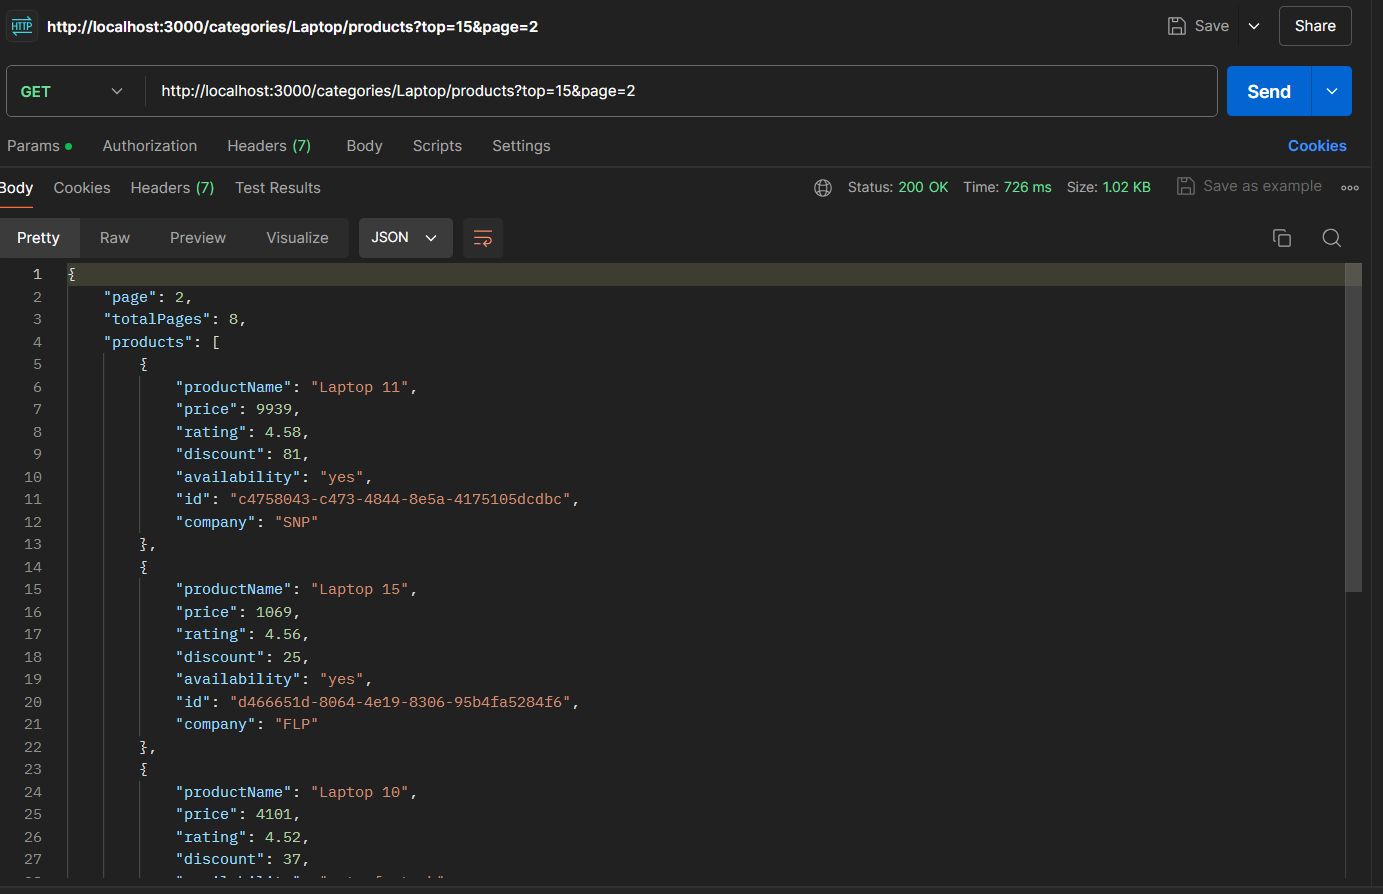 HTTP http://localhost:3000/categories/Laptop/products?top=15&page=2 Save Share
GET http://localhost:3000/categories/Laptop/products?top=15&page=2 Send
Params Authorization Headers (7) Body Scripts Settings Cookies
Body Cookies Headers (7) Test Results Status: 200 OK Time: 726 ms Size: 1.02 KB Save as example
Pretty Raw Preview Visualize JSON
1 {
2 "page": 2,
3 "totalPages": 8,
4 "products": [
5 {
6 "productName": "Laptop 11",
7 "price": 9939,
8 "rating": 4.58,
9 "discount": 81,
10 "availability": "yes",
11 "id": "c4758043-c473-4844-8e5a-4175105dcdbc",
12 "company": "SNP"
13 },
14 {
15 "productName": "Laptop 15",
16 "price": 1069,
17 "rating": 4.56,
18 "discount": 25,
19 "availability": "yes",
20 "id": "d466651d-8064-4e19-8306-95b4fa5284f6",
21 "company": "FLP"
22 },
23 {
24 "productName": "Laptop 10",
25 "price": 4101,
26 "rating": 4.52,
27 "discount": 37,